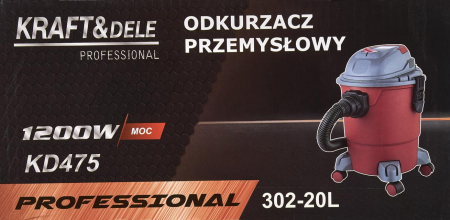 KRAFT&DELE
PROFESSIONAL
ODKURZACZ
PRZEMYSŁOWY
1200W MOC
KD475
PROFESSIONAL 302-20L